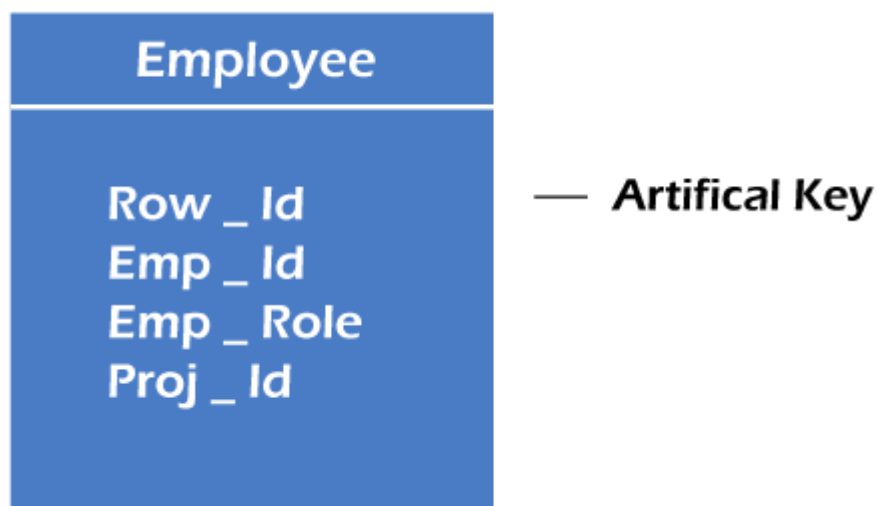 Employee
Row _ Id — Artifical Key
Emp _ Id
Emp _ Role
Proj _ Id